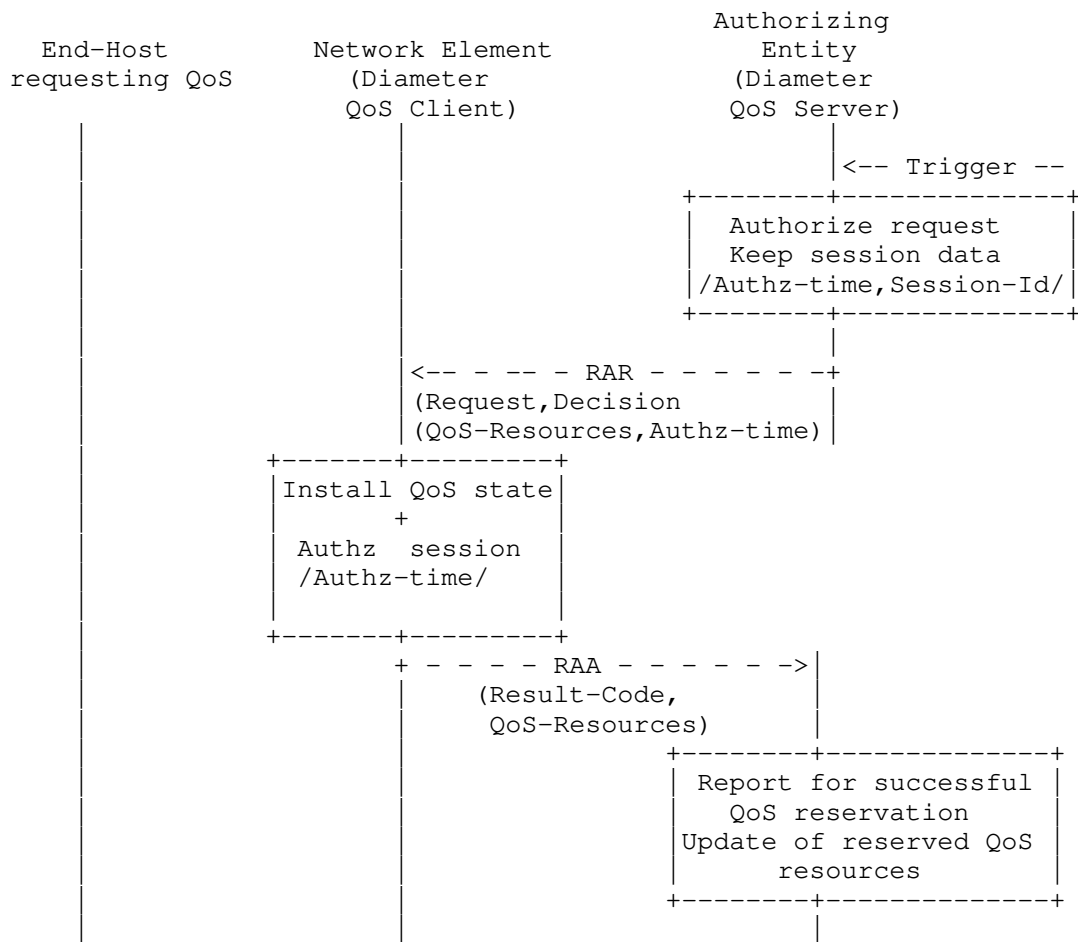 Authorizing
End-Host Network Element Entity
requesting QoS (Diameter (Diameter
QoS Client) QoS Server)
<-- Trigger --
Authorize request
Keep session data
/Authz-time,Session-Id/
<-- - -- - RAR - - - - - -+
(Request,Decision
(QoS-Resources,Authz-time)
Install QoS state
+
Authz session
/Authz-time/
+ - - - - RAA - - - - - ->
(Result-Code,
QoS-Resources)
Report for successful
QoS reservation
Update of reserved QoS
resources